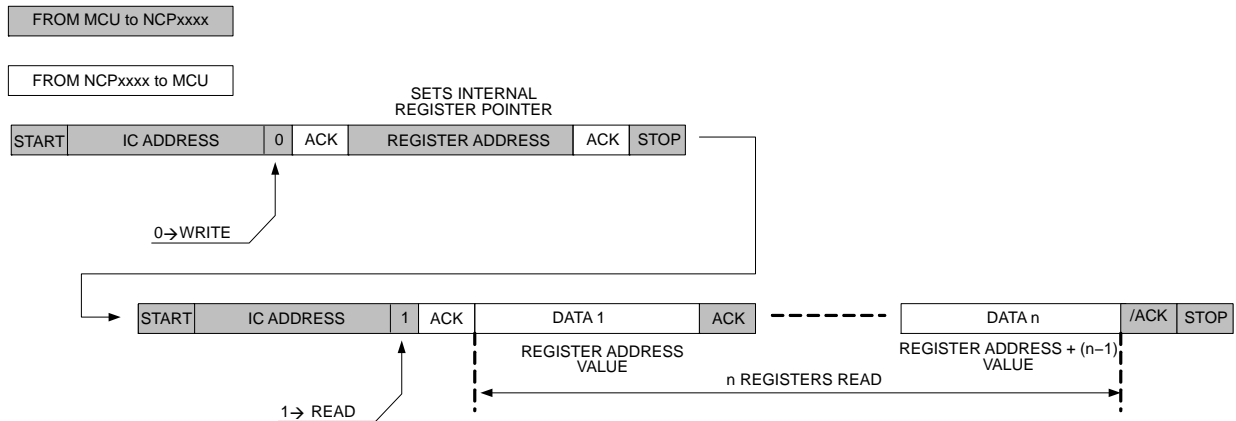 FROM MCU to NCPxxxx
FROM NCPxxxx to MCU
SETS INTERNAL
REGISTER POINTER
START IC ADDRESS 0 ACK REGISTER ADDRESS ACK STOP
0→WRITE
START IC ADDRESS 1 ACK DATA 1 ACK DATA n /ACK STOP
REGISTER ADDRESS
VALUE
REGISTER ADDRESS + (n−1)
VALUE
n REGISTERS READ
1→ READ